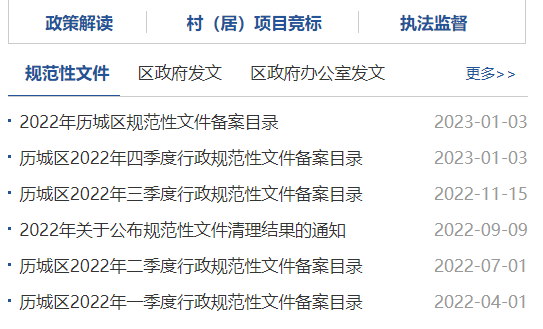 政策解读 村（居）项目竞标 执法监督
规范性文件 区政府发文 区政府办公室发文 更多>>
2022年历城区规范性文件备案目录 2023-01-03
历城区2022年四季度行政规范性文件备案目录 2023-01-03
历城区2022年三季度行政规范性文件备案目录 2022-11-15
2022年关于公布规范性文件清理结果的通知 2022-09-09
历城区2022年二季度行政规范性文件备案目录 2022-07-01
历城区2022年一季度行政规范性文件备案目录 2022-04-01